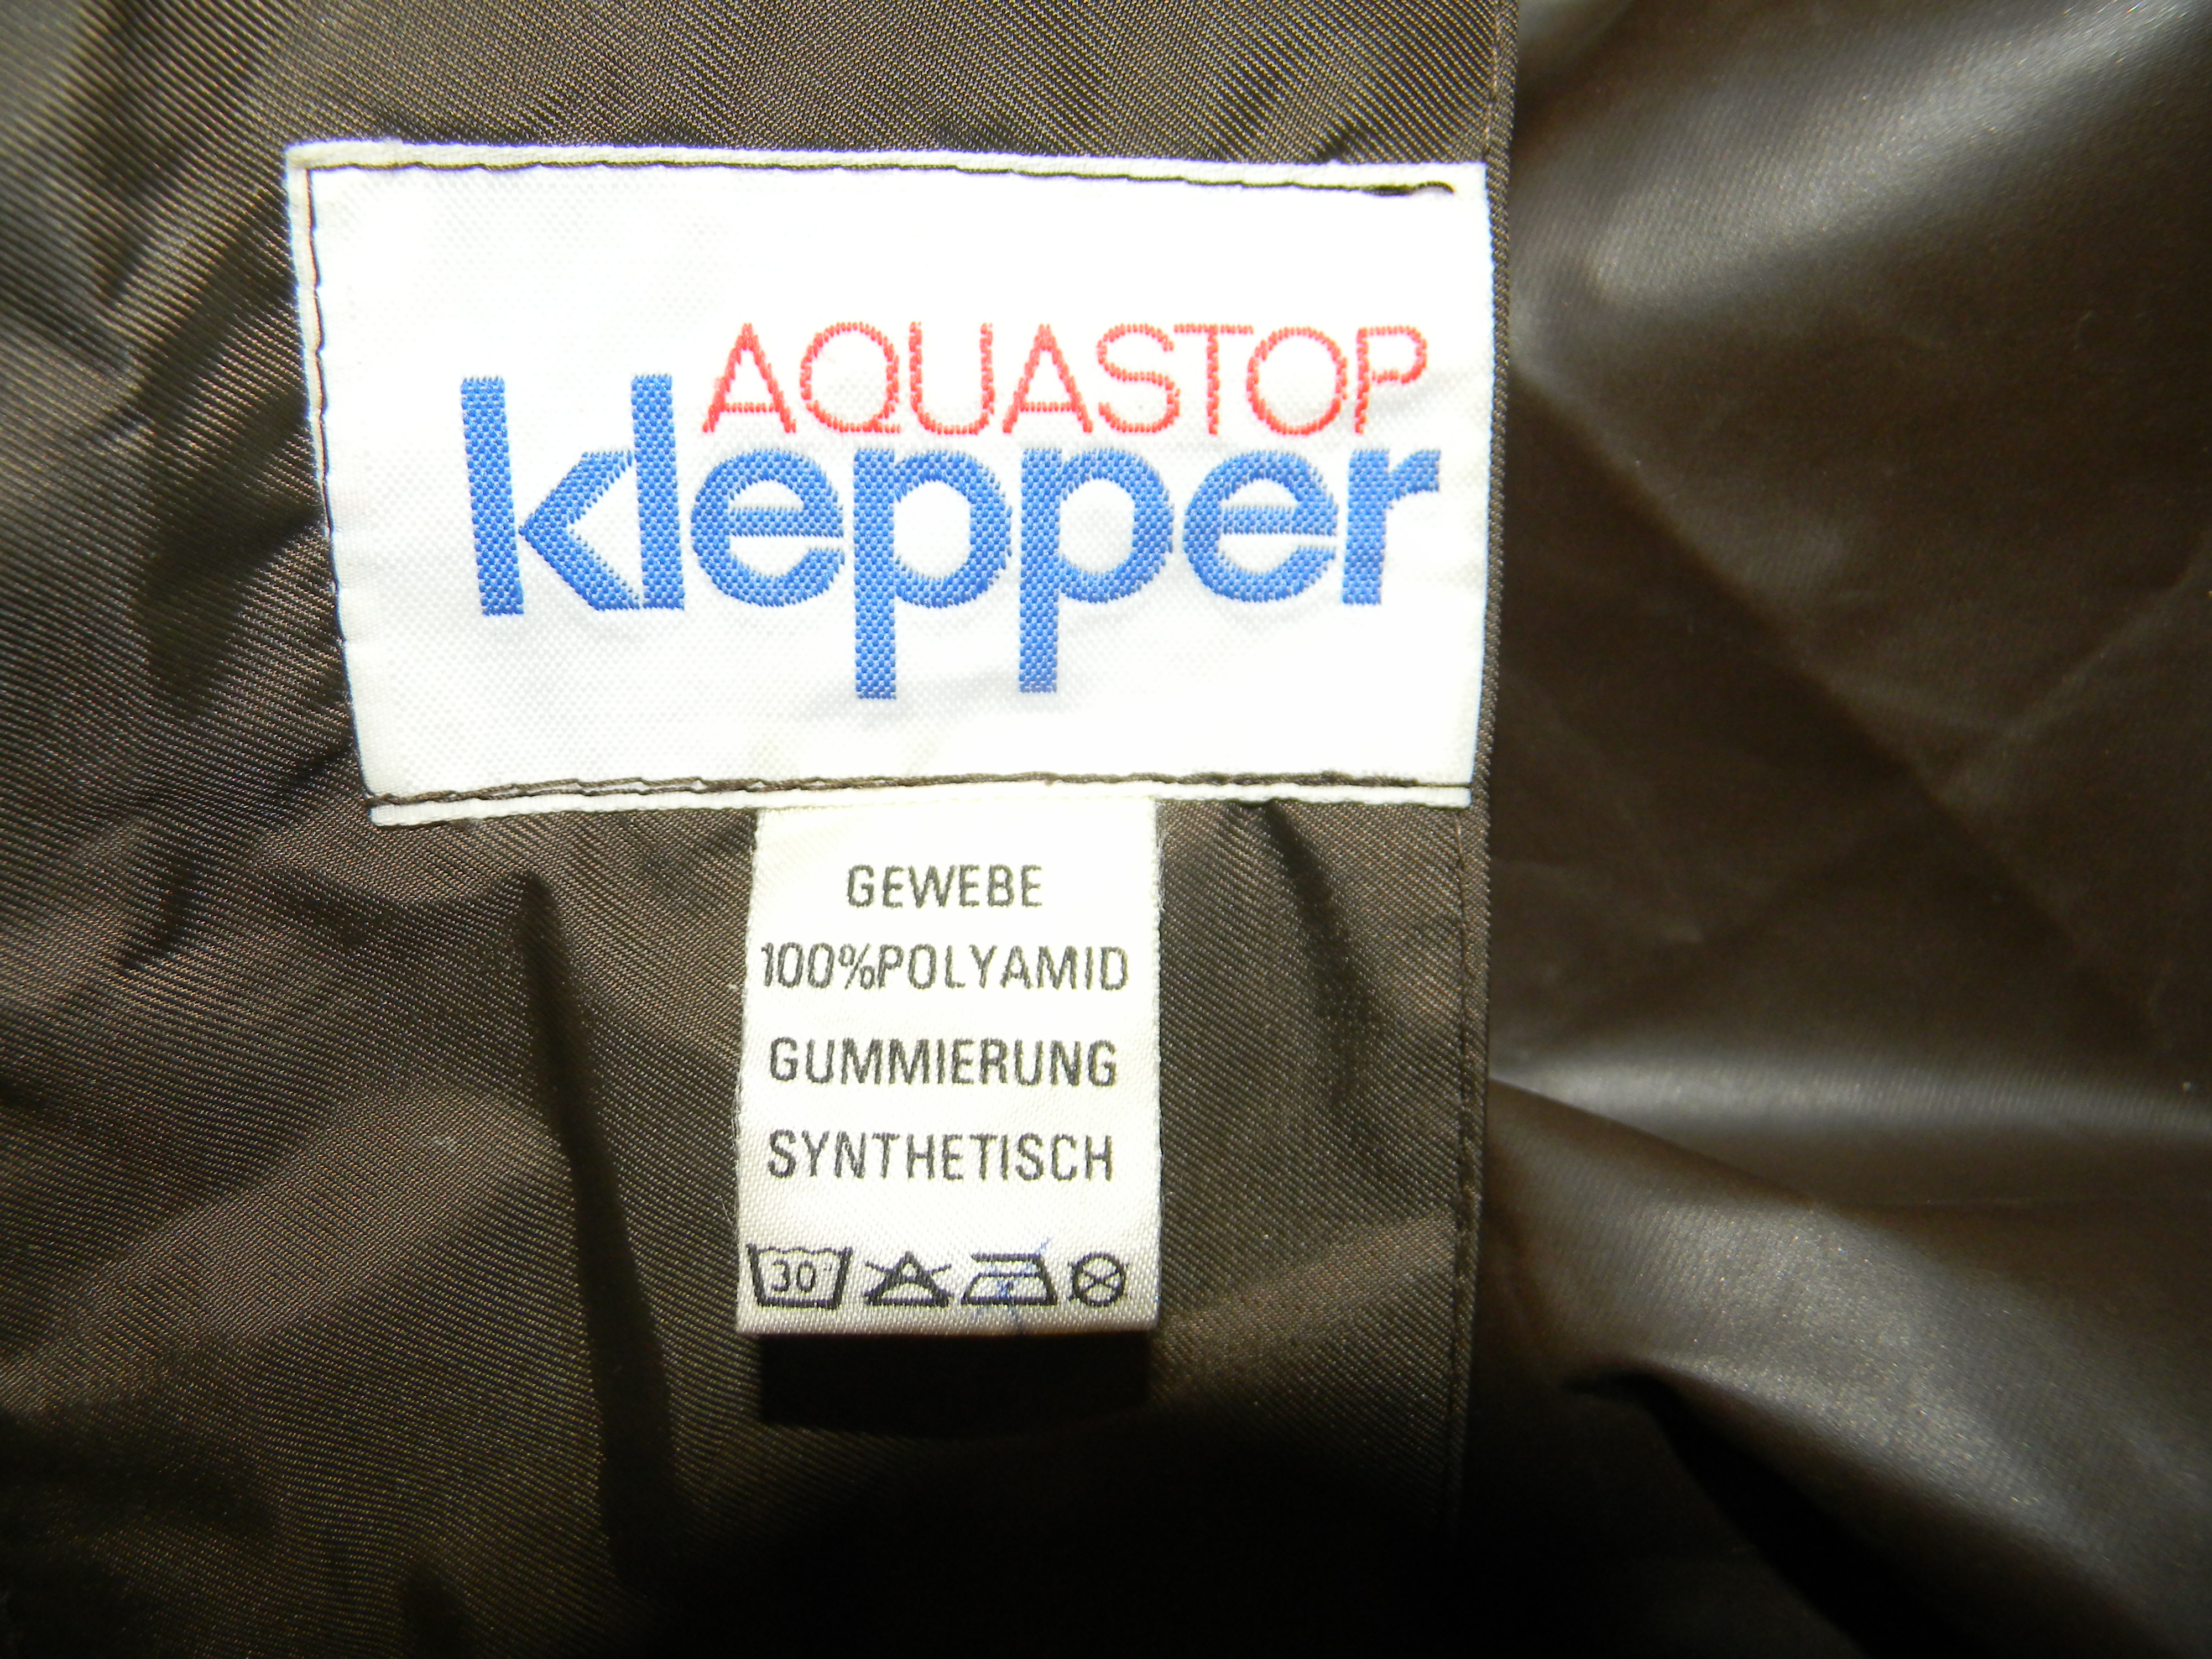 AQUASTOP
klepper
GEWEBE
100%POLYAMID
GUMMIERUNG
SYNTHETISCH
30°